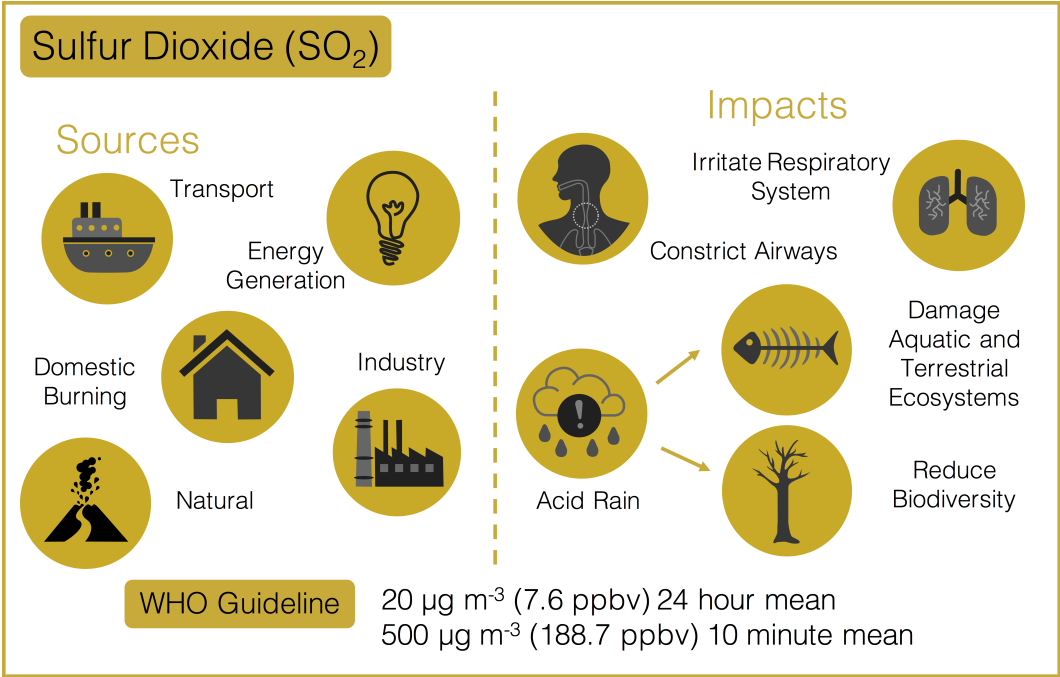 Sulfur Dioxide (SO₂)
Sources
Transport
Energy
Generation
Domestic
Burning
Industry
Natural
Impacts
Irritate Respiratory
System
Constrict Airways
Damage
Aquatic and
Terrestrial
Ecosystems
!
Acid Rain
Reduce
Biodiversity
WHO Guideline
20 µg m⁻³ (7.6 ppbv) 24 hour mean
500 µg m⁻³ (188.7 ppbv) 10 minute mean